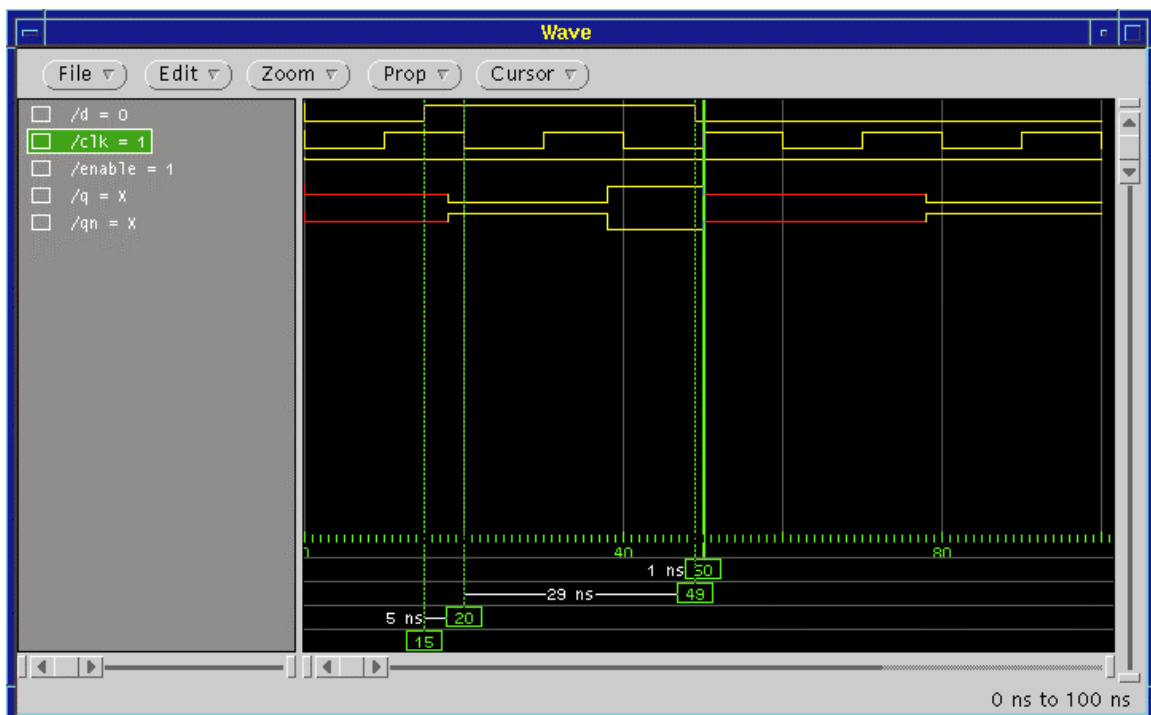 Wave
File Edit Zoom Prop Cursor
/d = 0
/clk = 1
/enable = 1
/q = X
/qn = X
0 40 80
1 ns 50
29 ns 49
5 ns 20
15
0 ns to 100 ns